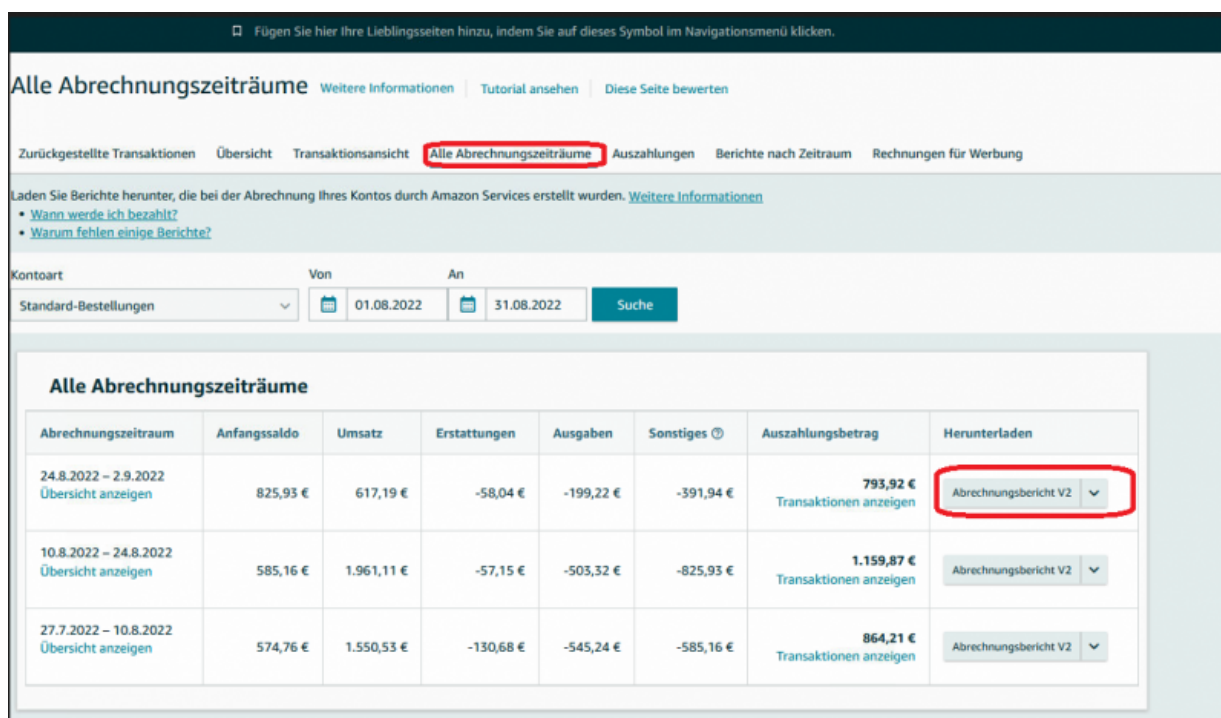 Fügen Sie hier Ihre Lieblingsseiten hinzu, indem Sie auf dieses Symbol im Navigationsmenü klicken.
Alle Abrechnungszeiträume Weitere Informationen Tutorial ansehen Diese Seite bewerten
Zurückgestellte Transaktionen Übersicht Transaktionsansicht Alle Abrechnungszeiträume Auszahlungen Berichte nach Zeitraum Rechnungen für Werbung
Laden Sie Berichte herunter, die bei der Abrechnung Ihres Kontos durch Amazon Services erstellt wurden. Weitere Informationen
• Wann werde ich bezahlt?
• Warum fehlen einige Berichte?
Kontoart Von An
Standard-Bestellungen 01.08.2022 31.08.2022 Suche
Alle Abrechnungszeiträume
Abrechnungszeitraum Anfangssaldo Umsatz Erstattungen Ausgaben Sonstiges Auszahlungsbetrag Herunterladen
24.8.2022 – 2.9.2022 793,92 €
Übersicht anzeigen 825,93 € 617,19 € -58,04 € -199,22 € -391,94 € Transaktionen anzeigen Abrechnungsbericht V2
10.8.2022 – 24.8.2022 1.159,87 €
Übersicht anzeigen 585,16 € 1.961,11 € -57,15 € -503,32 € -825,93 € Transaktionen anzeigen Abrechnungsbericht V2
27.7.2022 – 10.8.2022 864,21 €
Übersicht anzeigen 574,76 € 1.550,53 € -130,68 € -545,24 € -585,16 € Transaktionen anzeigen Abrechnungsbericht V2